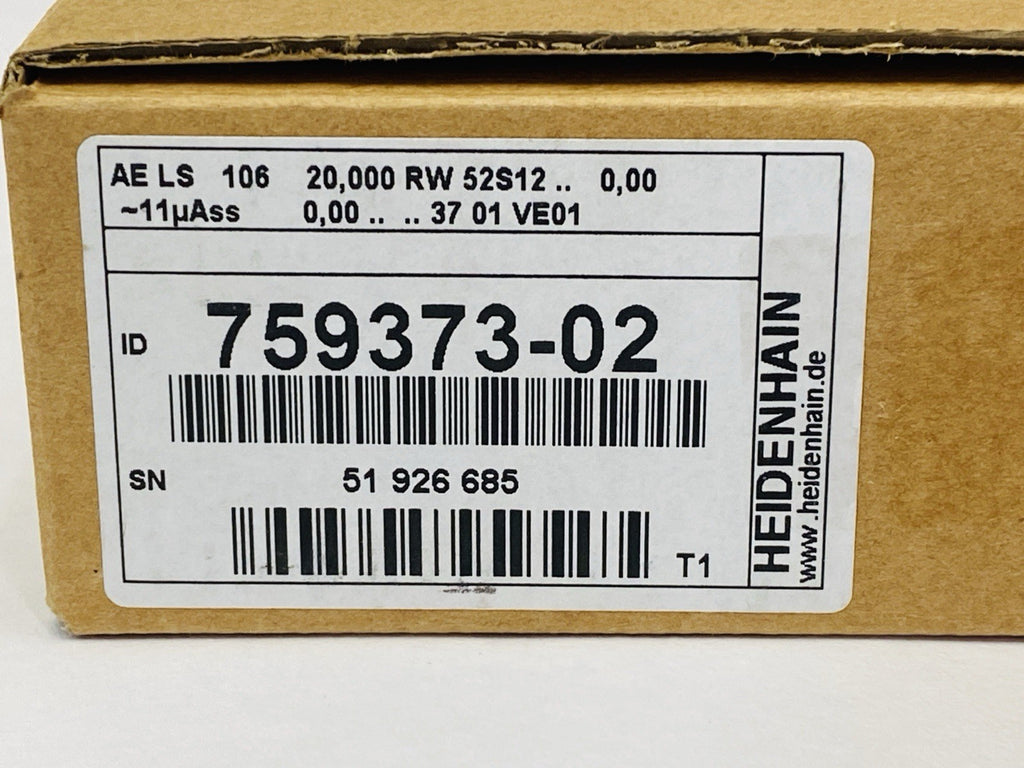 AE LS 106 20,000 RW 52S12 .. 0,00
~11µAss 0,00 .. .. 37 01 VE01
ID 759373-02
SN 51 926 685
T1
HEIDENHAIN
www.heidenhain.de